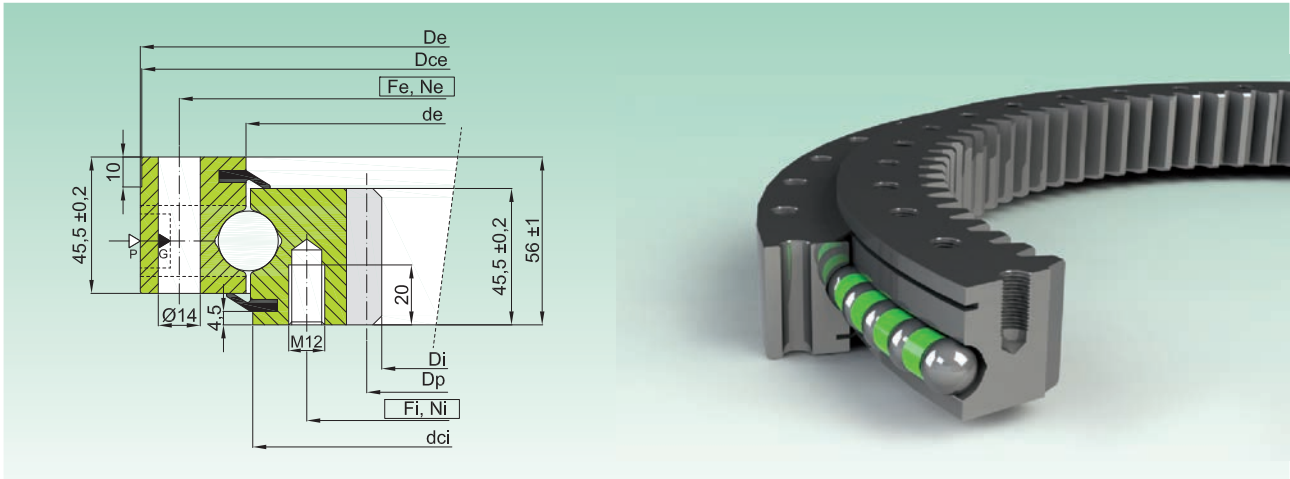 De
Dce
Fe, Ne
de
10
45,5 ±0,2
P
G
Ø14
4,5
M12
20
45,5 ±0,2
56 ±1
Di
Dp
Fi, Ni
dci